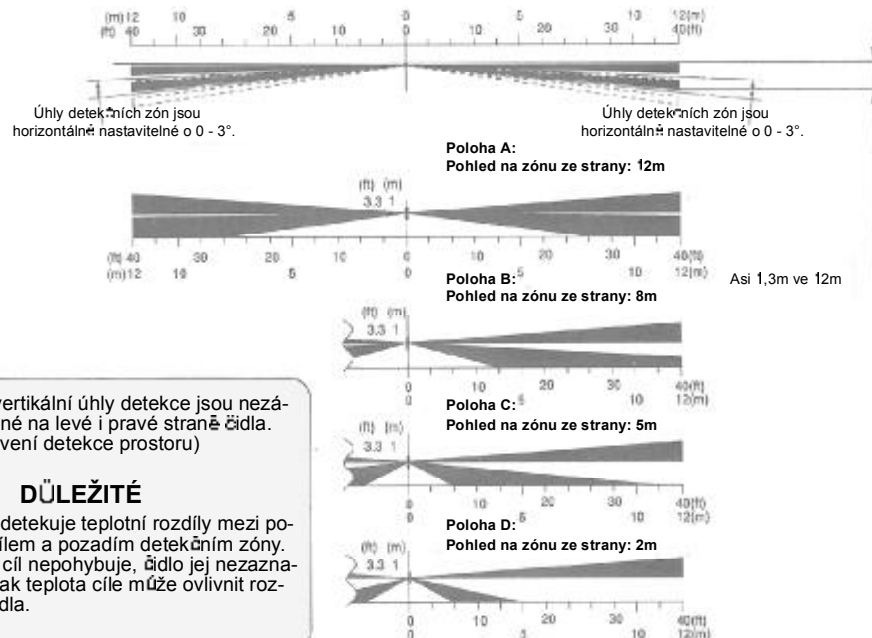 (m)12 10 5 0 5 10 12(m)
(ft) 40 30 20 10 0 10 20 30 40(ft)
Úhly detekčních zón jsou
horizontálně nastavitelné o 0 - 3°.
Úhly detekčních zón jsou
horizontálně nastavitelné o 0 - 3°.
Poloha A:
Pohled na zónu ze strany: 12m
(ft) (m)
3.3 1
(ft) 40 30 20 10 0 10 20 30 40(ft)
(m)12 10 5 0 5 10 12(m)
Asi 1,3m ve 12m
Poloha B:
Pohled na zónu ze strany: 8m
(ft) (m)
3.3 1
0 10 20 30 40(ft)
0 5 10 12(m)
Poloha C:
Pohled na zónu ze strany: 5m
(ft) (m)
3.3 1
0 10 20 30 40(ft)
0 5 10 12(m)
Poloha D:
Pohled na zónu ze strany: 2m
(ft) (m)
3.3 1
0 10 20 30 40(ft)
0 5 10 12(m)
vertikální úhly detekce jsou nezá-
né na levé i pravé straně čidla.
vení detekce prostoru)
DŮLEŽITÉ
detekuje teplotní rozdíly mezi po-
ílem a pozadím detekčním zóny.
cíl nepohybuje, čidlo jej nezazna-
ak teplota cíle může ovlivnit roz-
dla.